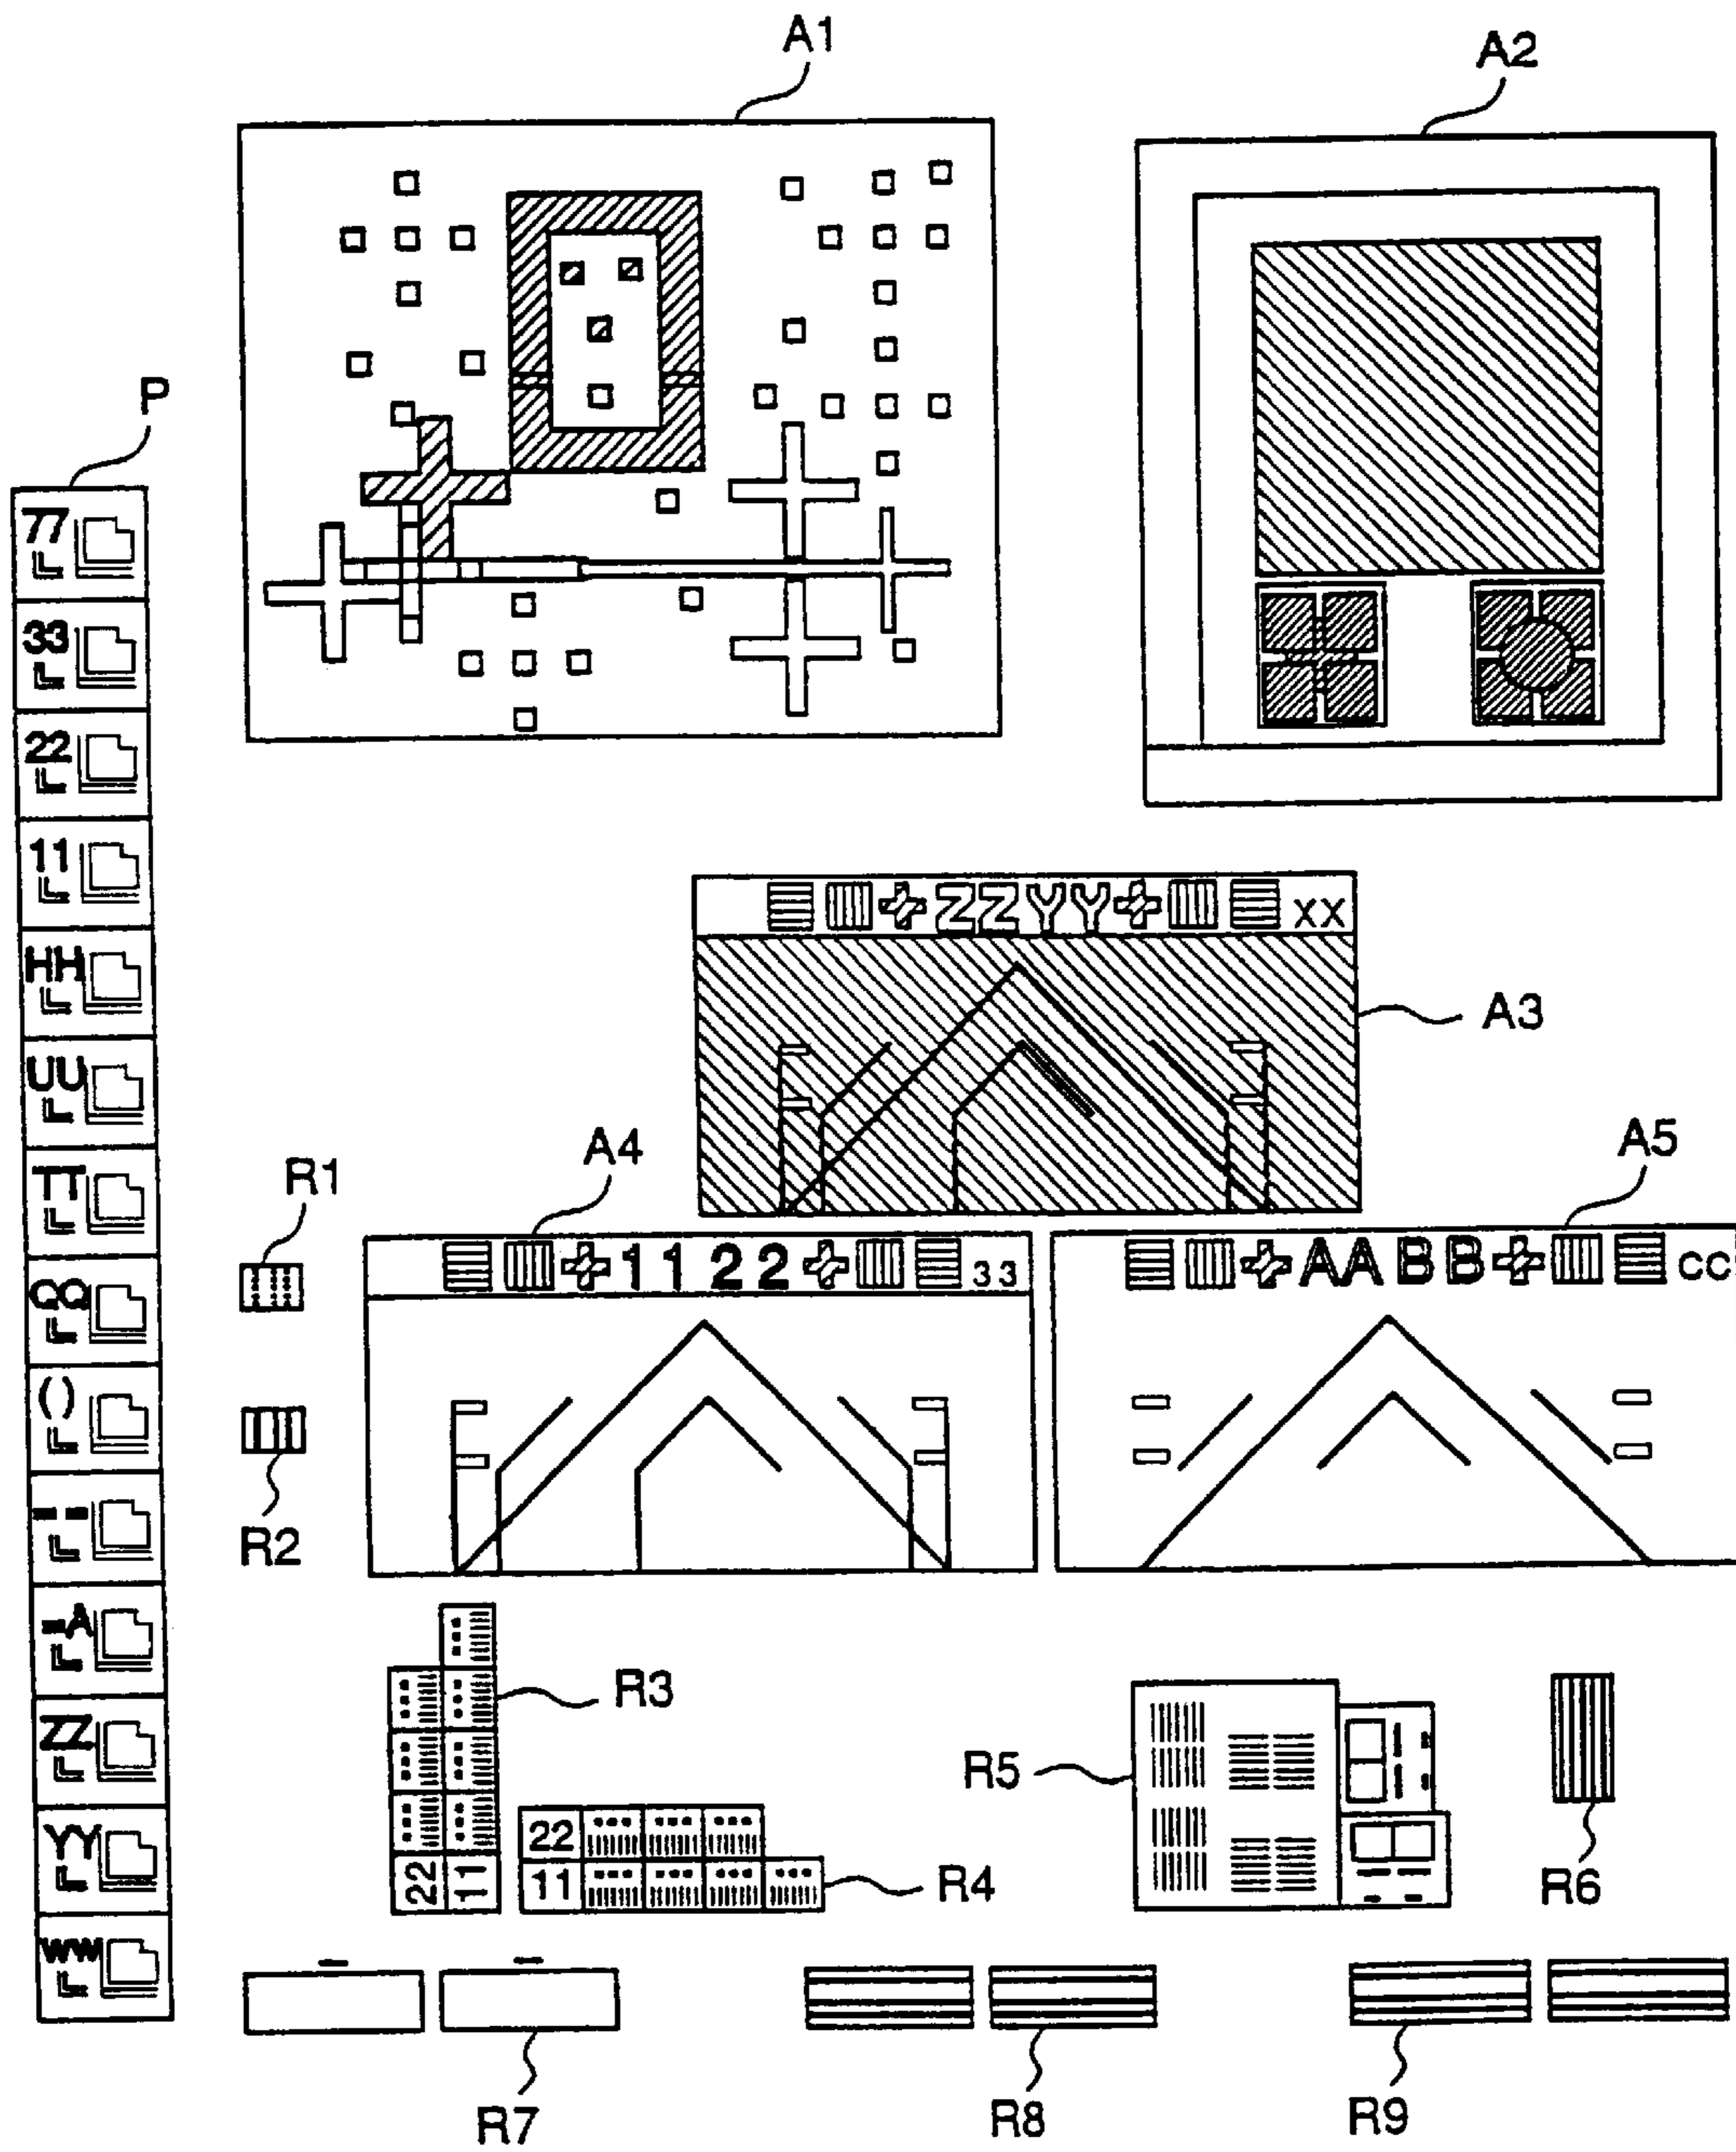 A1
A2
P
77
33
22
11
HH
UU
TT
QQ
()
=A
ZZ
YY
WW
ZZYY XX
A3
A4
A5
R1
1122 33
AABB CC
R2
R3
22
11
R4
22
11
R5
R6
R7
R8
R9